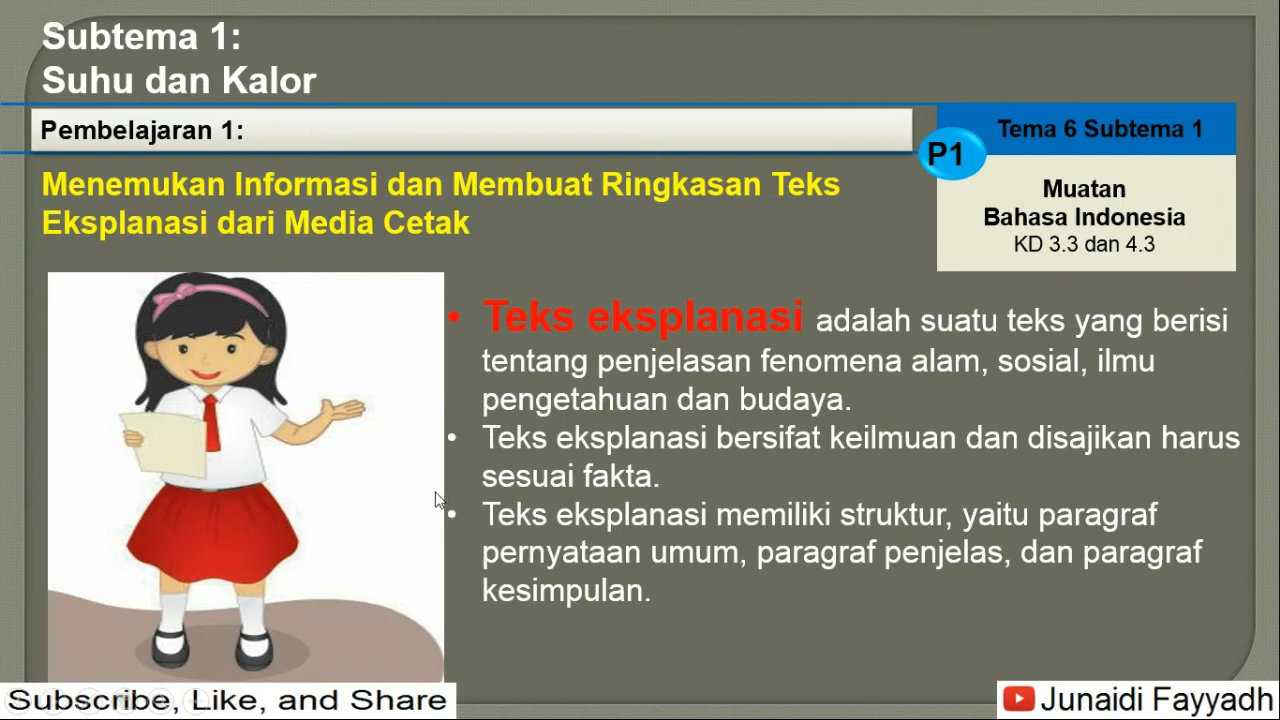 Subtema 1:
Suhu dan Kalor
Pembelajaran 1:
Tema 6 Subtema 1
P1
Muatan
Bahasa Indonesia
KD 3.3 dan 4.3
Menemukan Informasi dan Membuat Ringkasan Teks
Eksplanasi dari Media Cetak
• Teks eksplanasi adalah suatu teks yang berisi
tentang penjelasan fenomena alam, sosial, ilmu
pengetahuan dan budaya.
• Teks eksplanasi bersifat keilmuan dan disajikan harus
sesuai fakta.
• Teks eksplanasi memiliki struktur, yaitu paragraf
pernyataan umum, paragraf penjelas, dan paragraf
kesimpulan.
Subscribe, Like, and Share
Junaidi Fayyadh